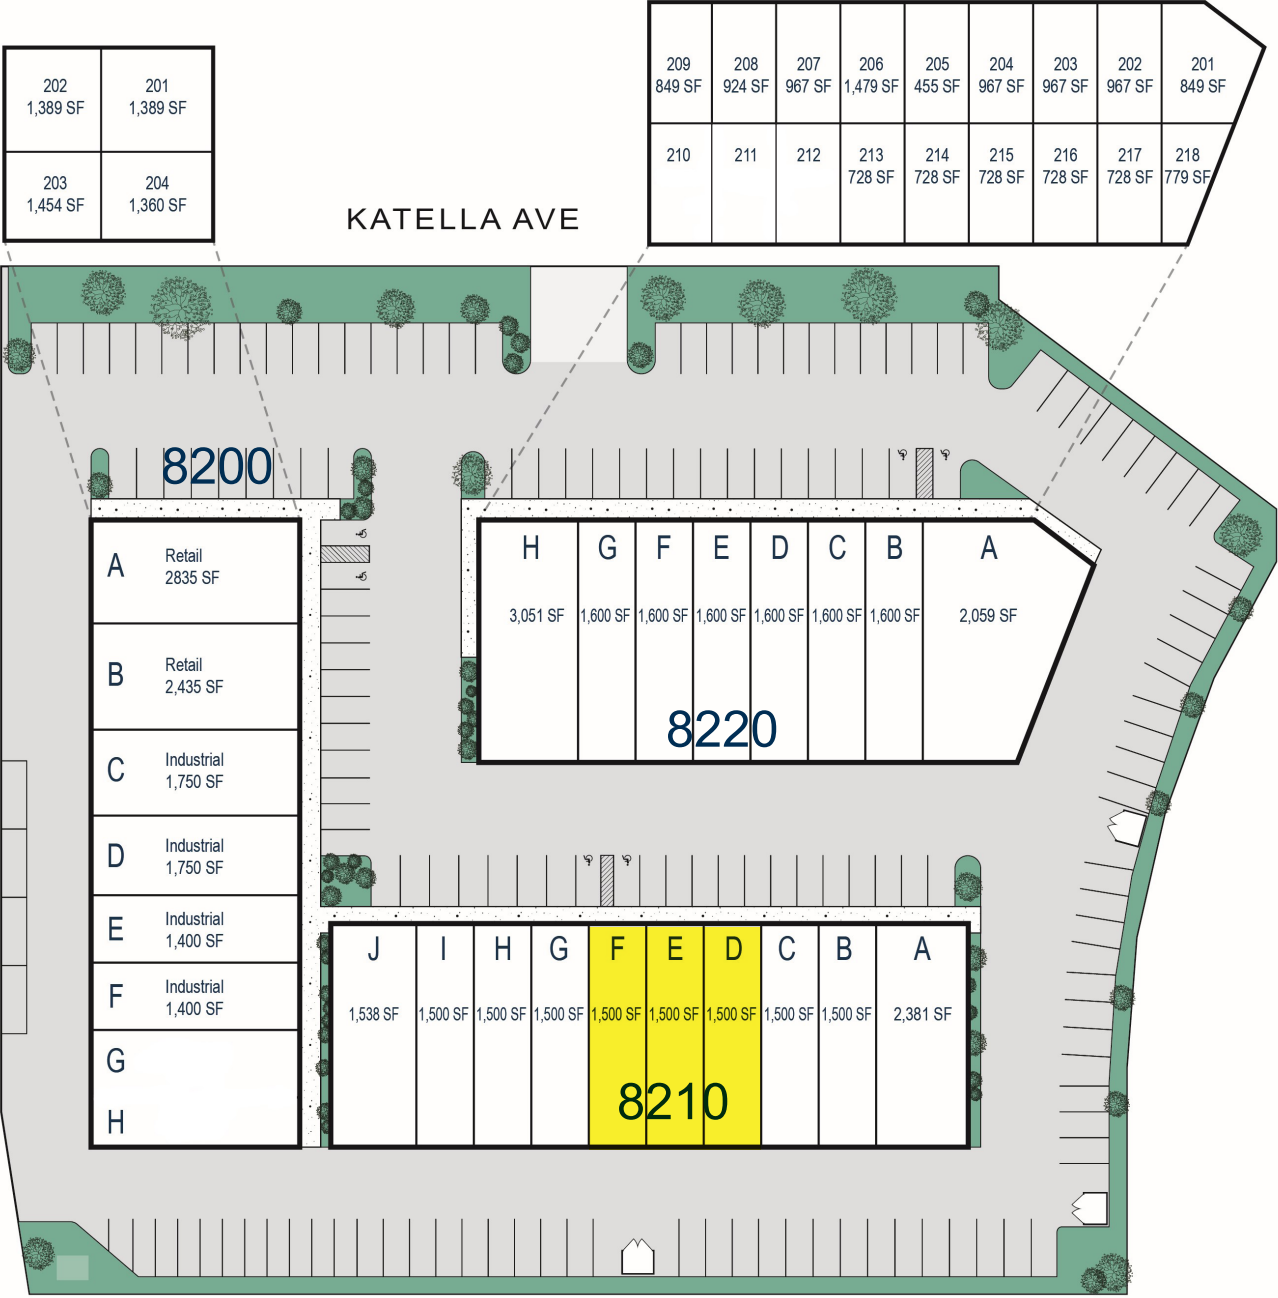 202
1,389 SF
201
1,389 SF
203
1,454 SF
204
1,360 SF
209
849 SF
208
924 SF
207
967 SF
206
1,479 SF
205
455 SF
204
967 SF
203
967 SF
202
967 SF
201
849 SF
210
211
212
213
728 SF
214
728 SF
215
728 SF
216
728 SF
217
728 SF
218
779 SF
KATELLA AVE
8200
A
Retail
2835 SF
B
Retail
2,435 SF
C
Industrial
1,750 SF
D
Industrial
1,750 SF
E
Industrial
1,400 SF
F
Industrial
1,400 SF
G
H
H
3,051 SF
G
1,600 SF
F
1,600 SF
E
1,600 SF
D
1,600 SF
C
1,600 SF
B
1,600 SF
A
2,059 SF
8220
J
1,538 SF
I
1,500 SF
H
1,500 SF
G
1,500 SF
F
1,500 SF
E
1,500 SF
D
1,500 SF
C
1,500 SF
B
1,500 SF
A
2,381 SF
8210